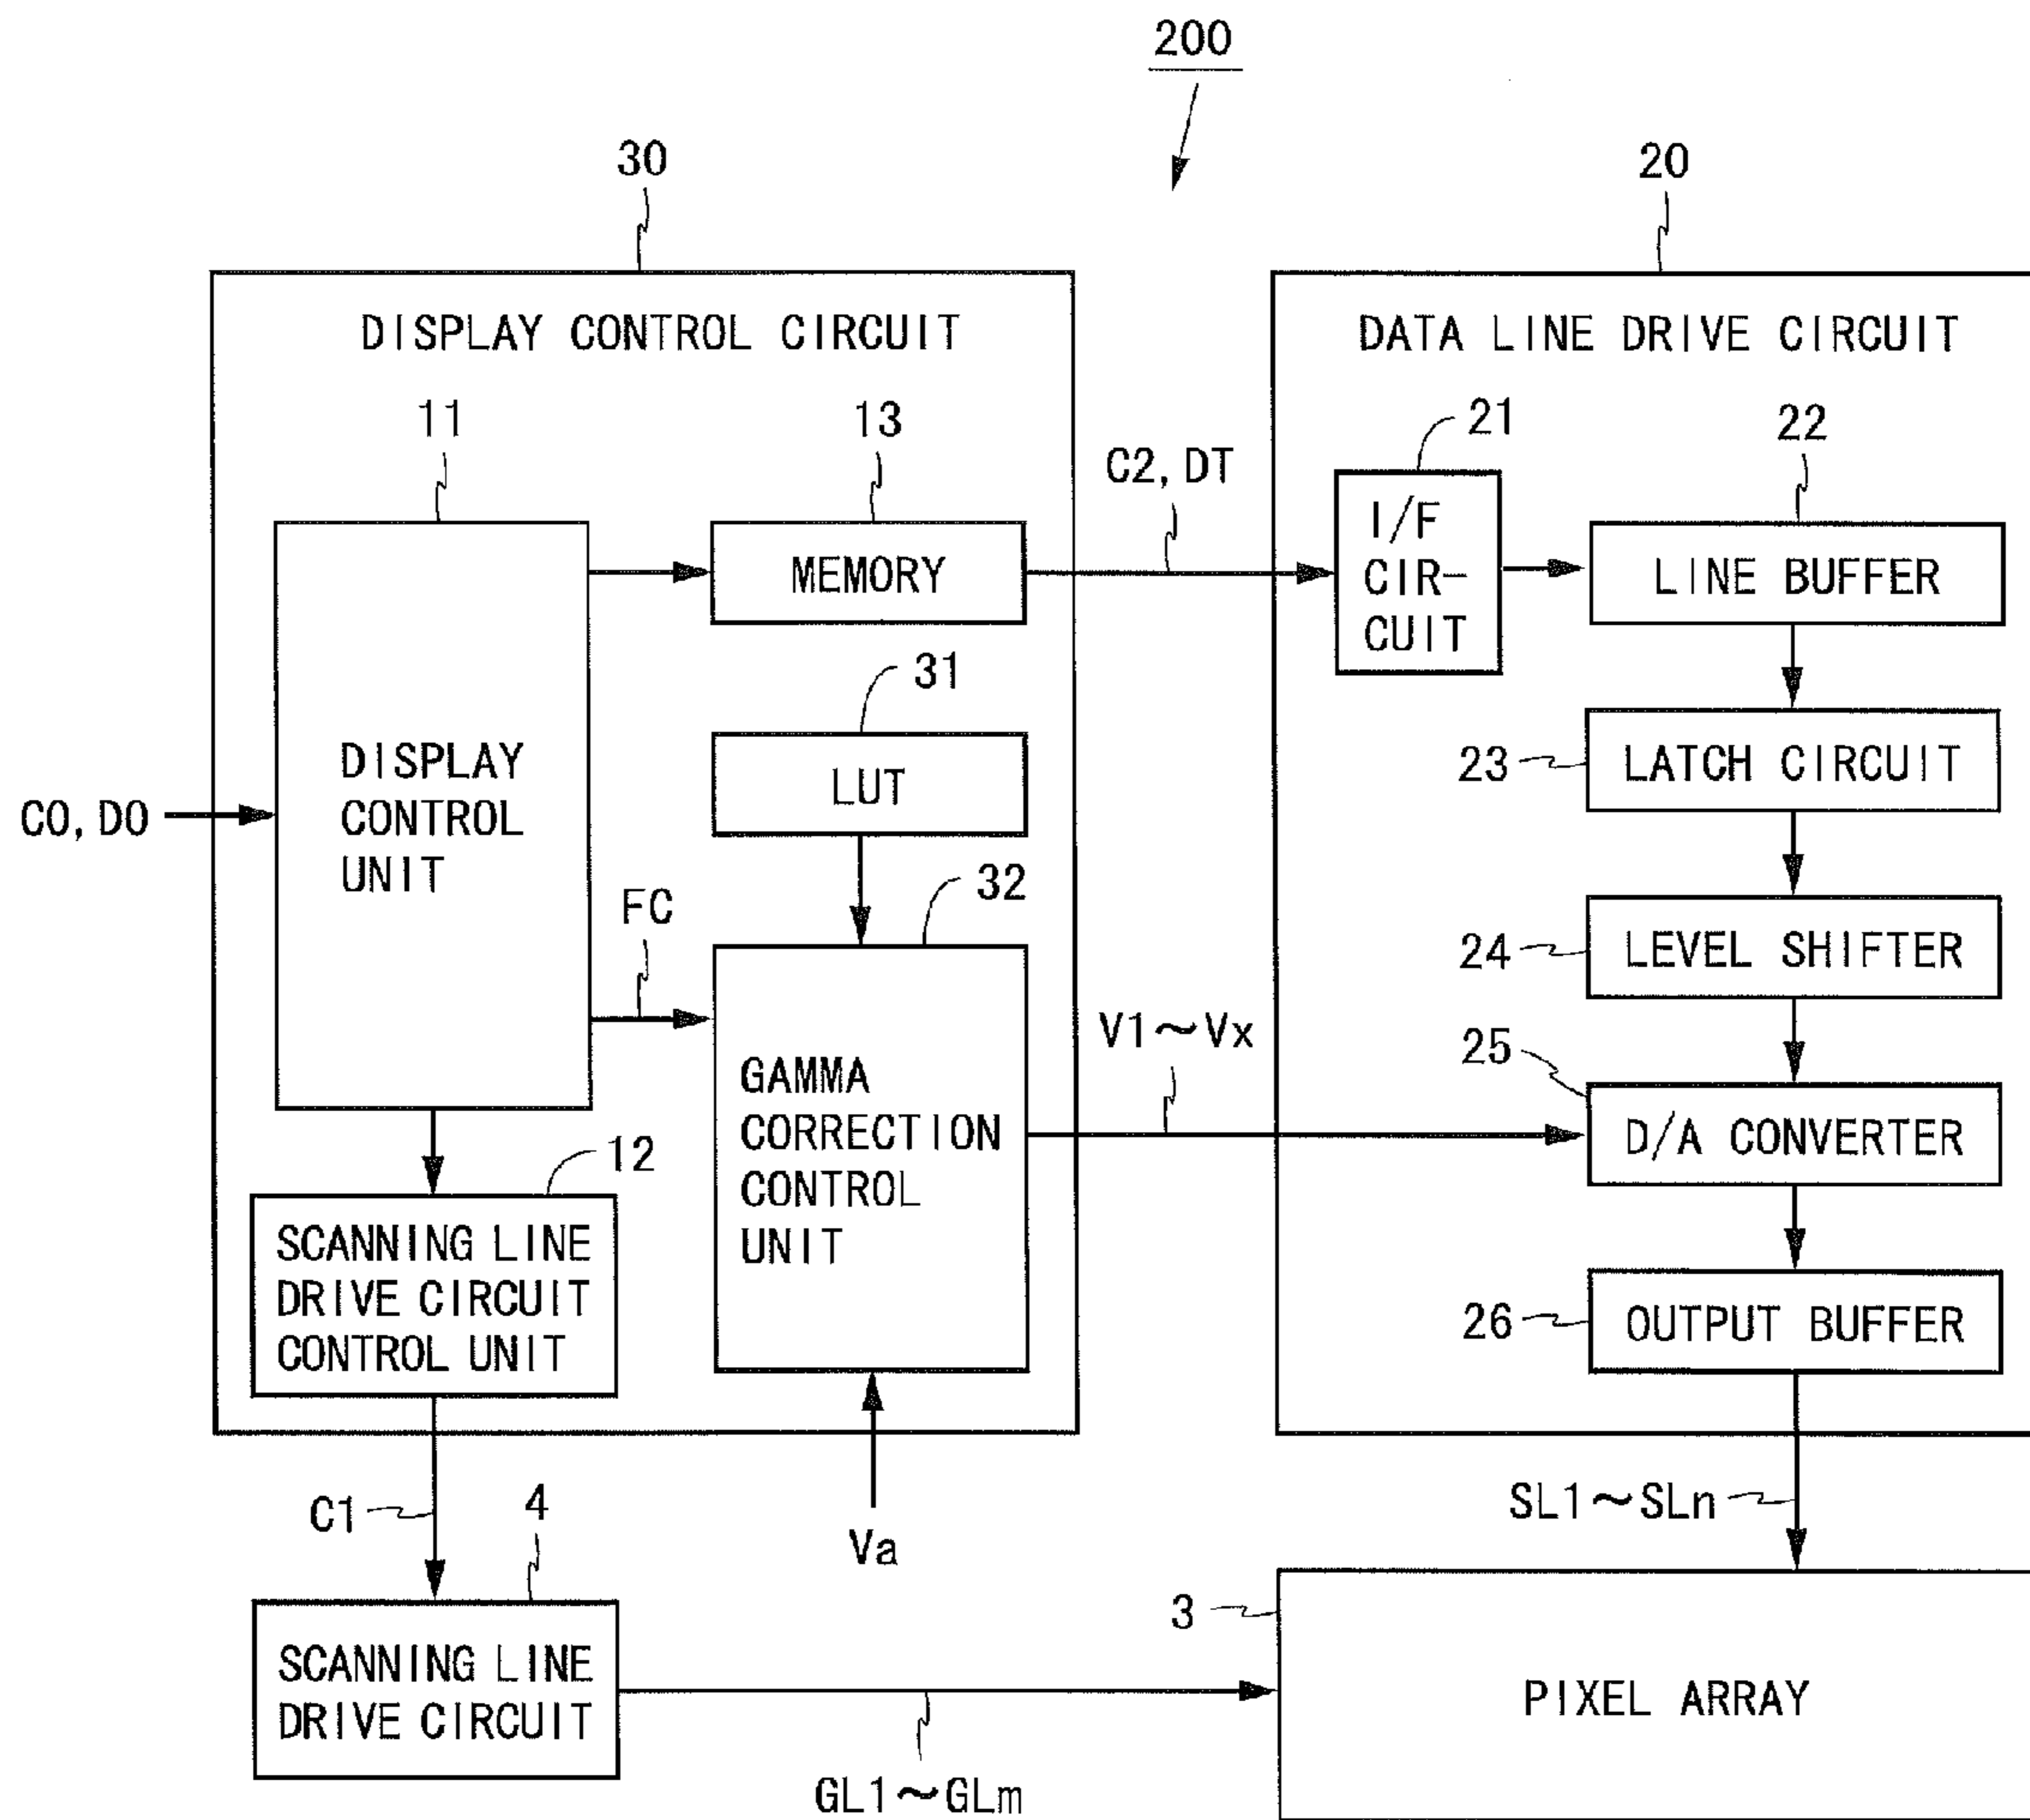 200
30
20
DISPLAY CONTROL CIRCUIT
DATA LINE DRIVE CIRCUIT
11
13
C2, DT
21
22
MEMORY
I/F
CIR-
CUIT
LINE BUFFER
31
LUT
23
LATCH CIRCUIT
C0, D0
DISPLAY
CONTROL
UNIT
FC
32
24
LEVEL SHIFTER
GAMMA
CORRECTION
CONTROL
UNIT
V1～Vx
25
D/A CONVERTER
12
SCANNING LINE
DRIVE CIRCUIT
CONTROL UNIT
26
OUTPUT BUFFER
C1
4
Va
SL1～SLn
SCANNING LINE
DRIVE CIRCUIT
3
PIXEL ARRAY
GL1～GLm